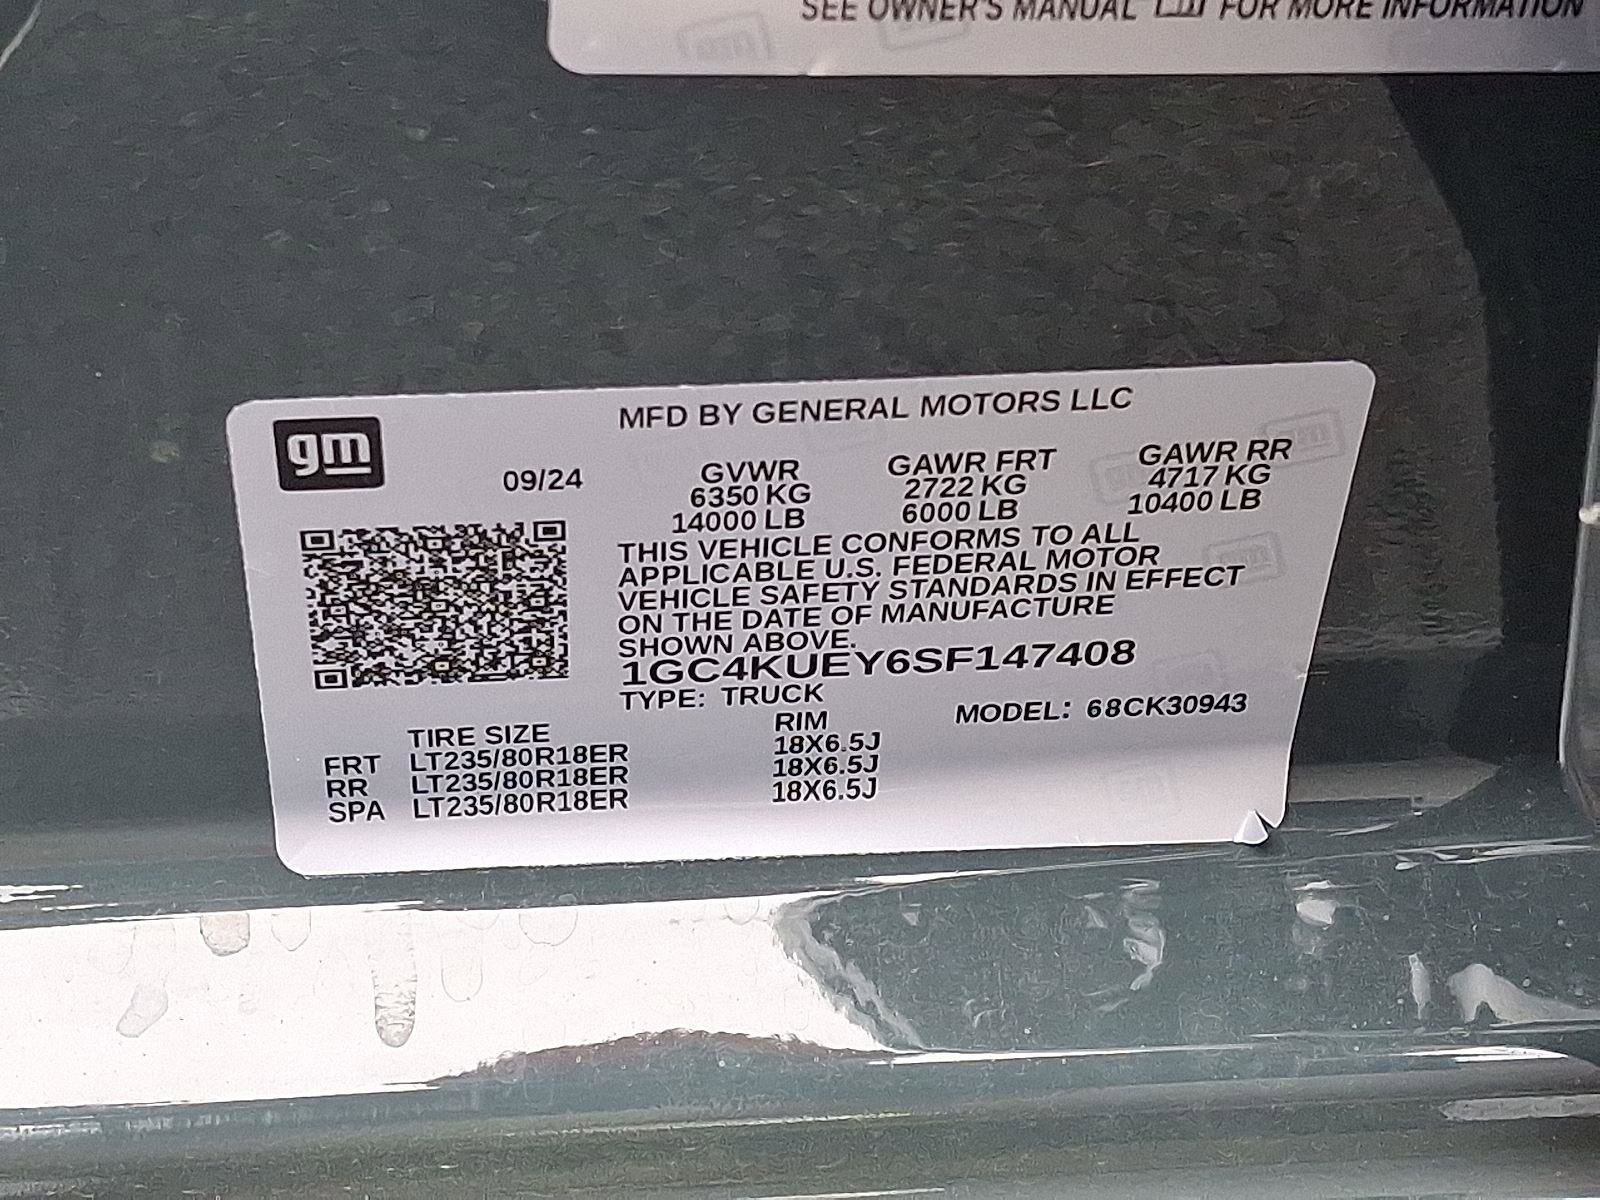 SEE OWNER'S MANUAL FOR MORE INFORMATION
gm
MFD BY GENERAL MOTORS LLC
09/24 GVWR GAWR FRT GAWR RR
6350 KG 2722 KG 4717 KG
14000 LB 6000 LB 10400 LB
THIS VEHICLE CONFORMS TO ALL
APPLICABLE U.S. FEDERAL MOTOR
VEHICLE SAFETY STANDARDS IN EFFECT
ON THE DATE OF MANUFACTURE
SHOWN ABOVE.
1GC4KUEY6SF147408
TYPE: TRUCK MODEL: 68CK30943
TIRE SIZE RIM
FRT LT235/80R18ER 18X6.5J
RR LT235/80R18ER 18X6.5J
SPA LT235/80R18ER 18X6.5J